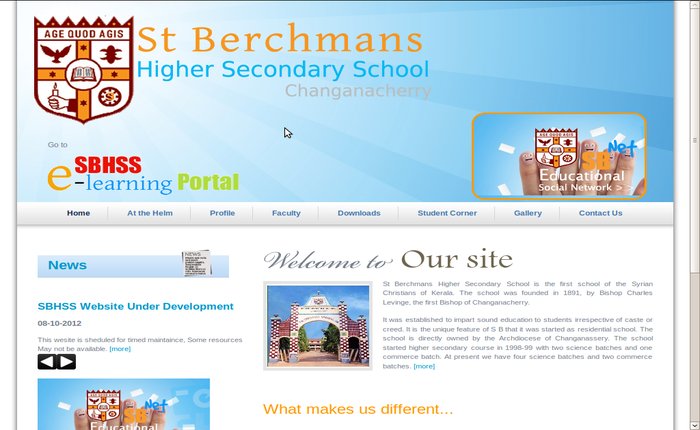 AGE QUOD AGIS
St Berchmans
Higher Secondary School
Changanacherry
Go to
SBHSS
e-learning Portal
AGE QUOD AGIS
SB Net
Educational
Social Network > >
Home At the Helm Profile Faculty Downloads Student Corner Gallery Contact Us
News
NEWS
SBHSS Website Under Development
08-10-2012
This wesite is sheduled for timed maintaince, Some resources
May not be available. [more]
SB Net
Educational
Welcome to Our site
St Berchmans Higher Secondary School is the first school of the Syrian
Christians of Kerala. The school was founded in 1891, by Bishop Charles
Levinge, the first Bishop of Changanacherry.
It was established to impart sound education to students irrespective of caste or
creed. It is the unique feature of S B that it was started as residential school. The
school is directly owned by the Archdiocese of Changanassery. The school
started higher secondary course in 1998-99 with two science batches and one
commerce batch. At present we have four science batches and two commerce
batches. [more]
What makes us different...